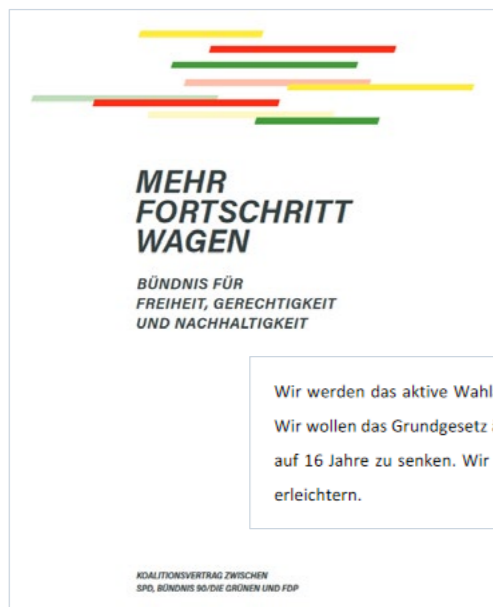 MEHR
FORTSCHRITT
WAGEN
BÜNDNIS FÜR
FREIHEIT, GERECHTIGKEIT
UND NACHHALTIGKEIT
Wir werden das aktive Wahl
Wir wollen das Grundgesetz
auf 16 Jahre zu senken. Wir
erleichtern.
KOALITIONSVERTRAG ZWISCHEN
SPD, BÜNDNIS 90/DIE GRÜNEN UND FDP